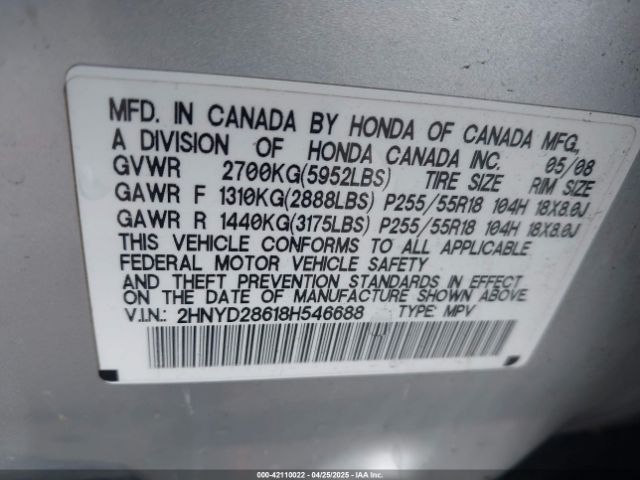 MFD. IN CANADA BY HONDA OF CANADA MFG.,
A DIVISION OF HONDA CANADA INC. 05/08
GVWR 2700KG(5952LBS) TIRE SIZE RIM SIZE
GAWR F 1310KG(2888LBS) P255/55R18 104H 18X8.0J
GAWR R 1440KG(3175LBS) P255/55R18 104H 18X8.0J
THIS VEHICLE CONFORMS TO ALL APPLICABLE
FEDERAL MOTOR VEHICLE SAFETY
AND THEFT PREVENTION STANDARDS IN EFFECT
ON THE DATE OF MANUFACTURE SHOWN ABOVE
V.I.N.: 2HNYD28618H546688 TYPE: MPV
000-42110022 - 04/25/2025 - IAAI.COM